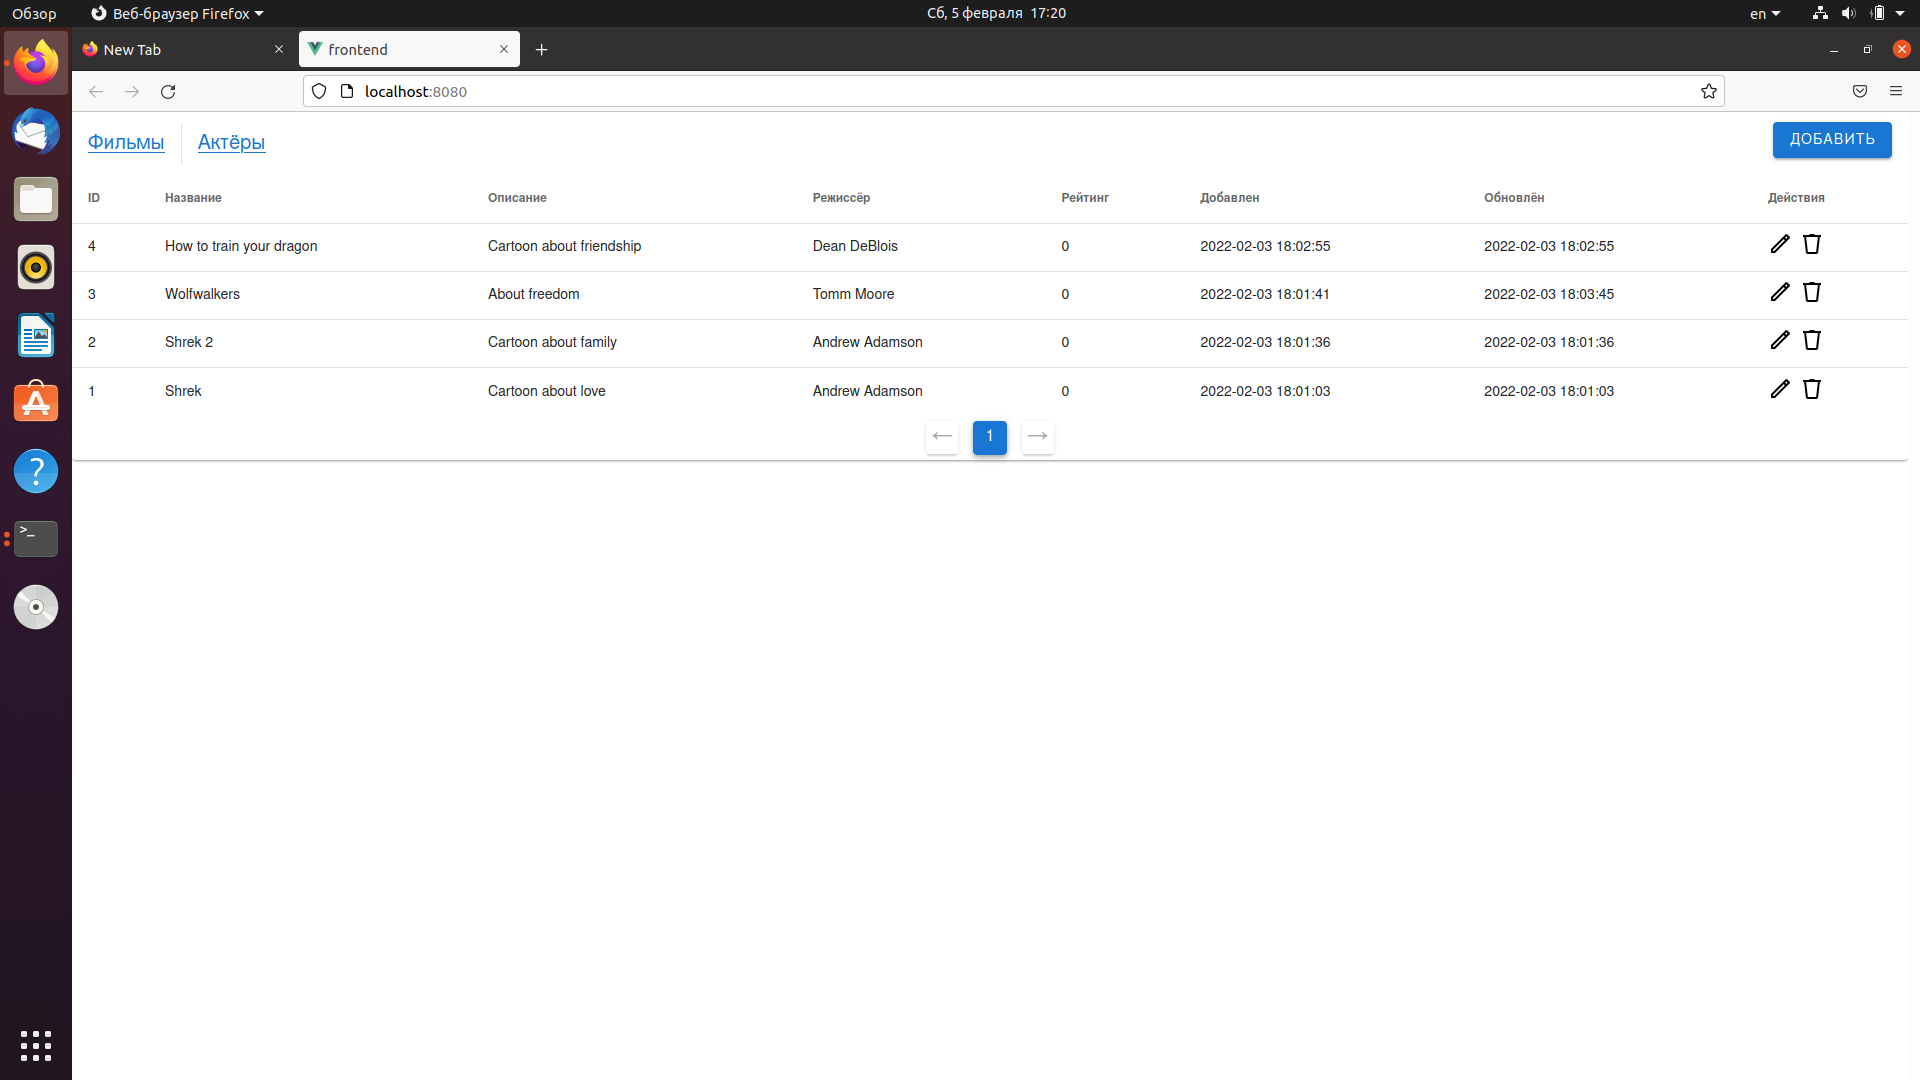 Обзор Веб-браузер Firefox Сб, 5 февраля 17:20 en
New Tab frontend
localhost:8080
Фильмы Актёры ДОБАВИТЬ
ID Название Описание Режиссёр Рейтинг Добавлен Обновлён Действия
4 How to train your dragon Cartoon about friendship Dean DeBlois 0 2022-02-03 18:02:55 2022-02-03 18:02:55
3 Wolfwalkers About freedom Tomm Moore 0 2022-02-03 18:01:41 2022-02-03 18:03:45
2 Shrek 2 Cartoon about family Andrew Adamson 0 2022-02-03 18:01:36 2022-02-03 18:01:36
1 Shrek Cartoon about love Andrew Adamson 0 2022-02-03 18:01:03 2022-02-03 18:01:03
← 1 →